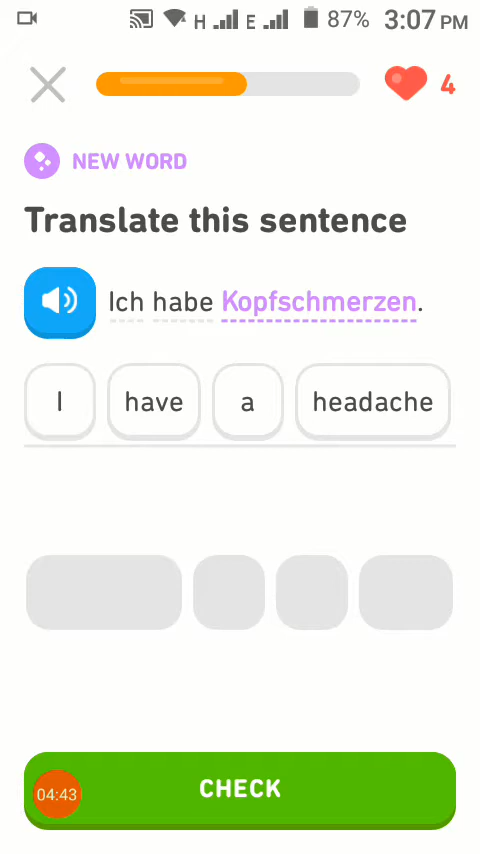 H E 87% 3:07 PM
4
NEW WORD
Translate this sentence
Ich habe Kopfschmerzen.
I have a headache
CHECK
04:43